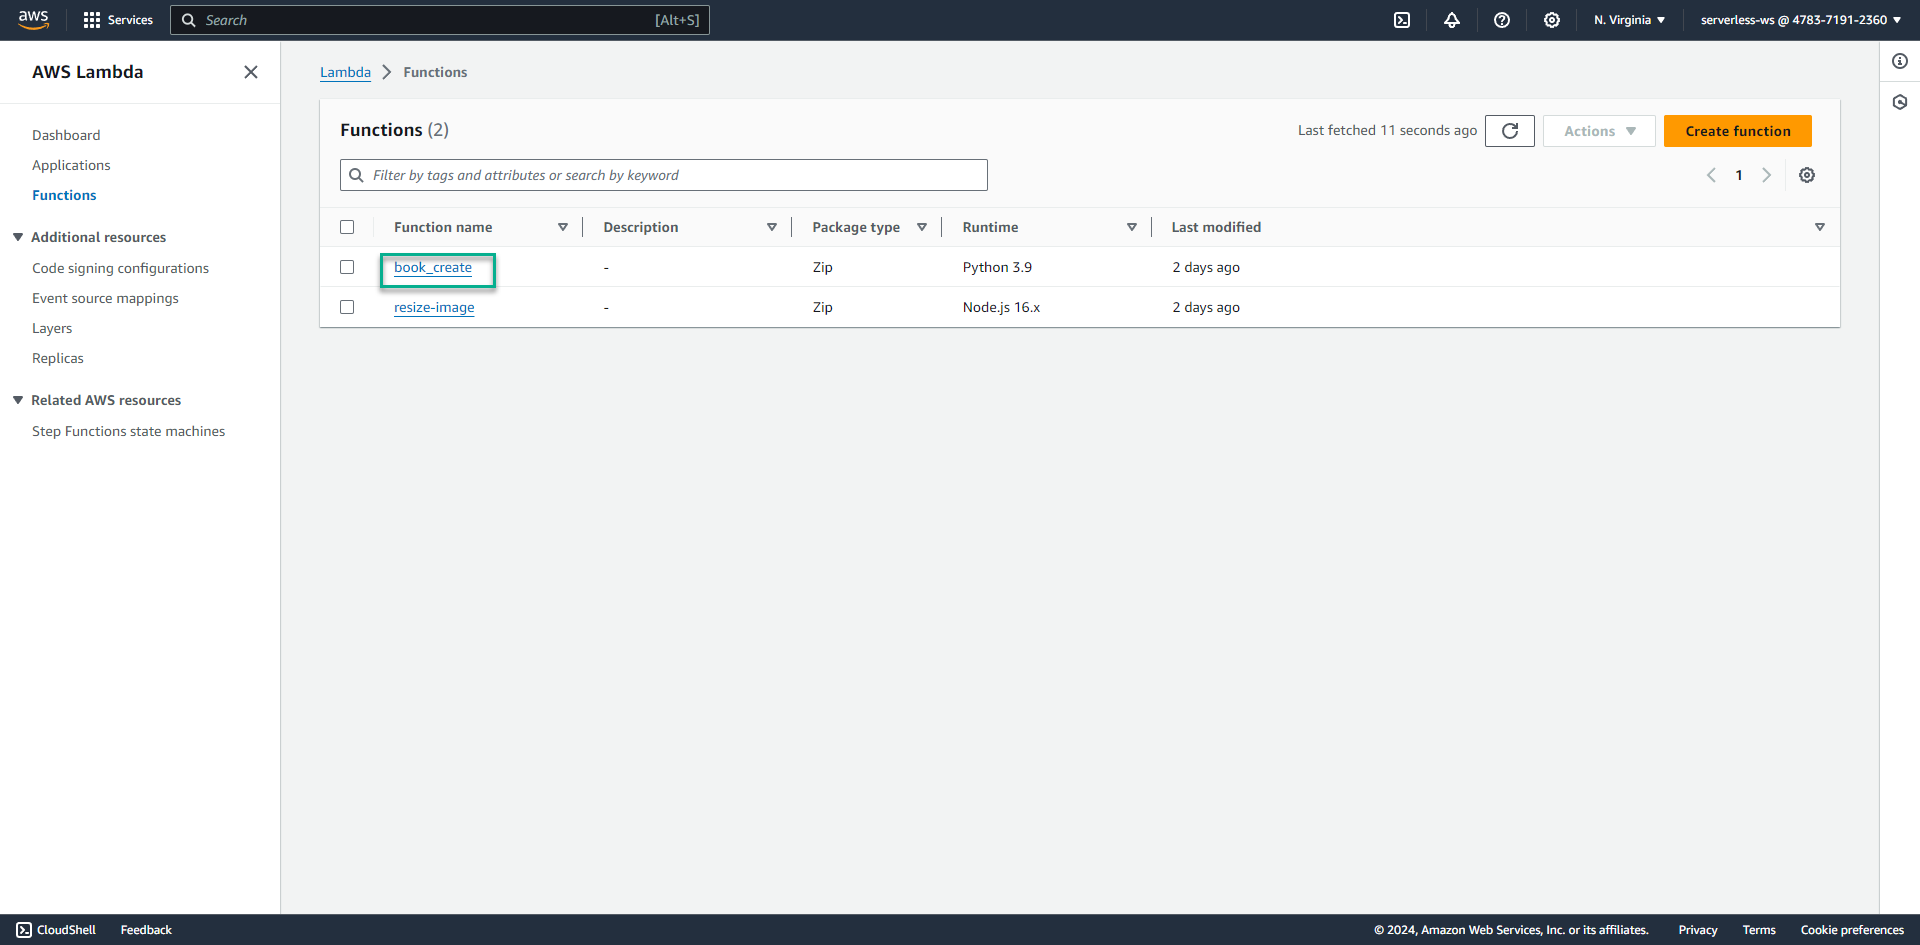 aws Services Search [Alt+S] N. Virginia serverless-ws @ 4783-7191-2360
AWS Lambda
Dashboard
Applications
Functions
Additional resources
Code signing configurations
Event source mappings
Layers
Replicas
Related AWS resources
Step Functions state machines
Lambda Functions
Functions (2) Last fetched 11 seconds ago Actions Create function
Filter by tags and attributes or search by keyword 1
Function name Description Package type Runtime Last modified
book_create - Zip Python 3.9 2 days ago
resize-image - Zip Node.js 16.x 2 days ago
CloudShell Feedback © 2024, Amazon Web Services, Inc. or its affiliates. Privacy Terms Cookie preferences